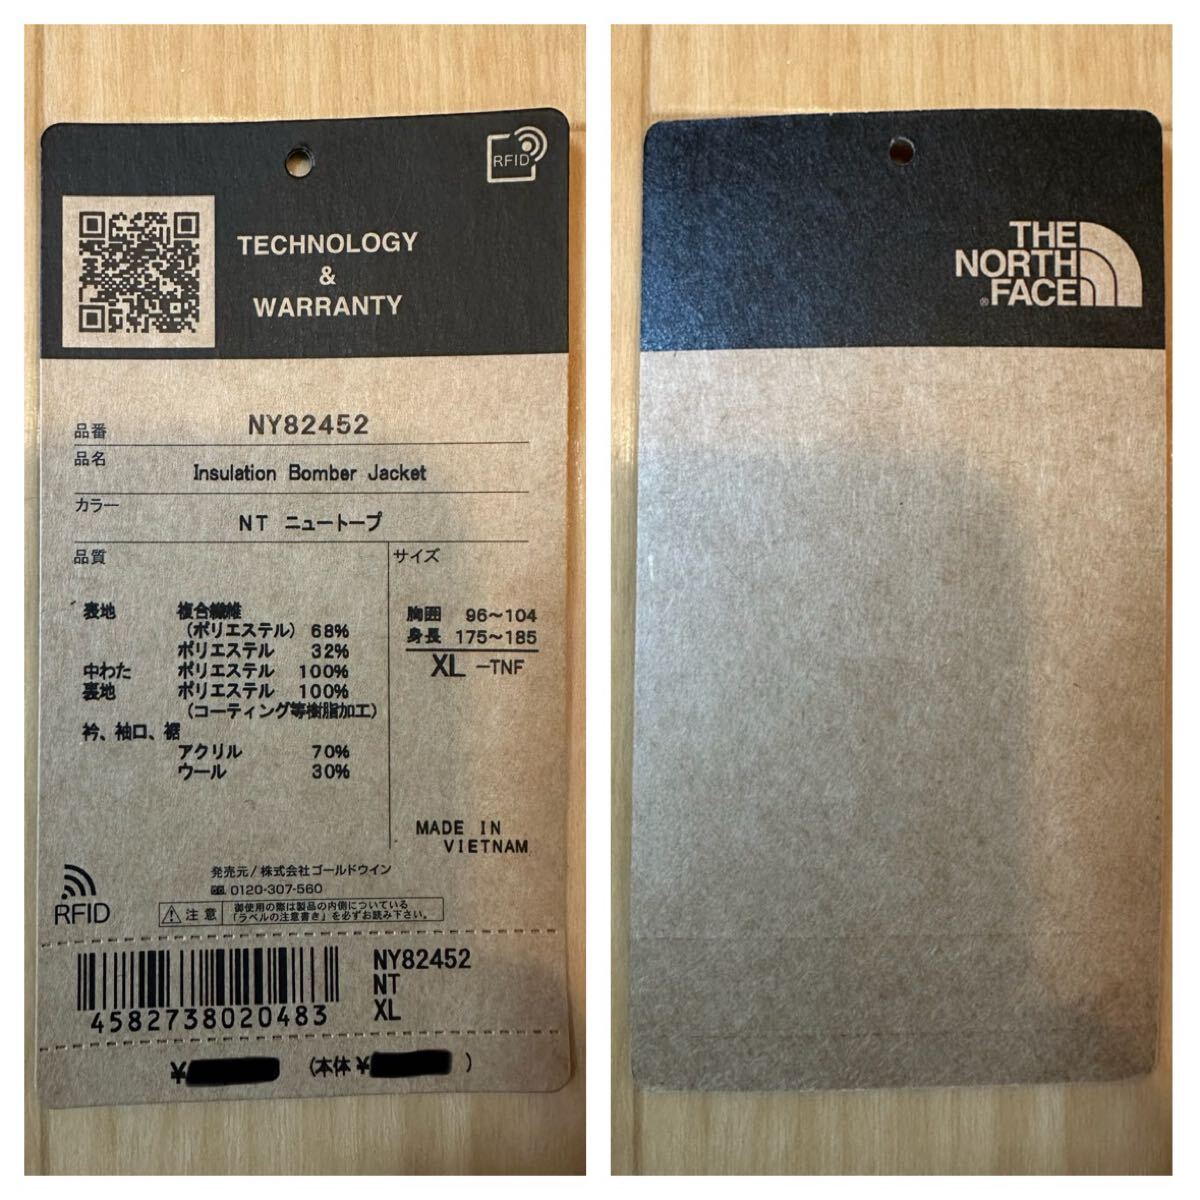 RFID
TECHNOLOGY
&
WARRANTY
品番 NY82452
品名 Insulation Bomber Jacket
カラー NT ニュートープ
品質
表地 複合繊維
(ポリエステル) 68%
ポリエステル 32%
中わた ポリエステル 100%
裏地 ポリエステル 100%
(コーティング等樹脂加工)
衿、袖口、裾
アクリル 70%
ウール 30%
サイズ
胸囲 96~104
身長 175~185
XL -TNF
MADE IN
VIETNAM
発売元/株式会社ゴールドウイン
0120-307-560
RFID
注意
御使用の際は製品の内側についている
「ラベルの注意書き」を必ずお読み下さい。
4582738020483
NY82452
NT
XL
¥ (本体¥ )
THE
NORTH
®FACE